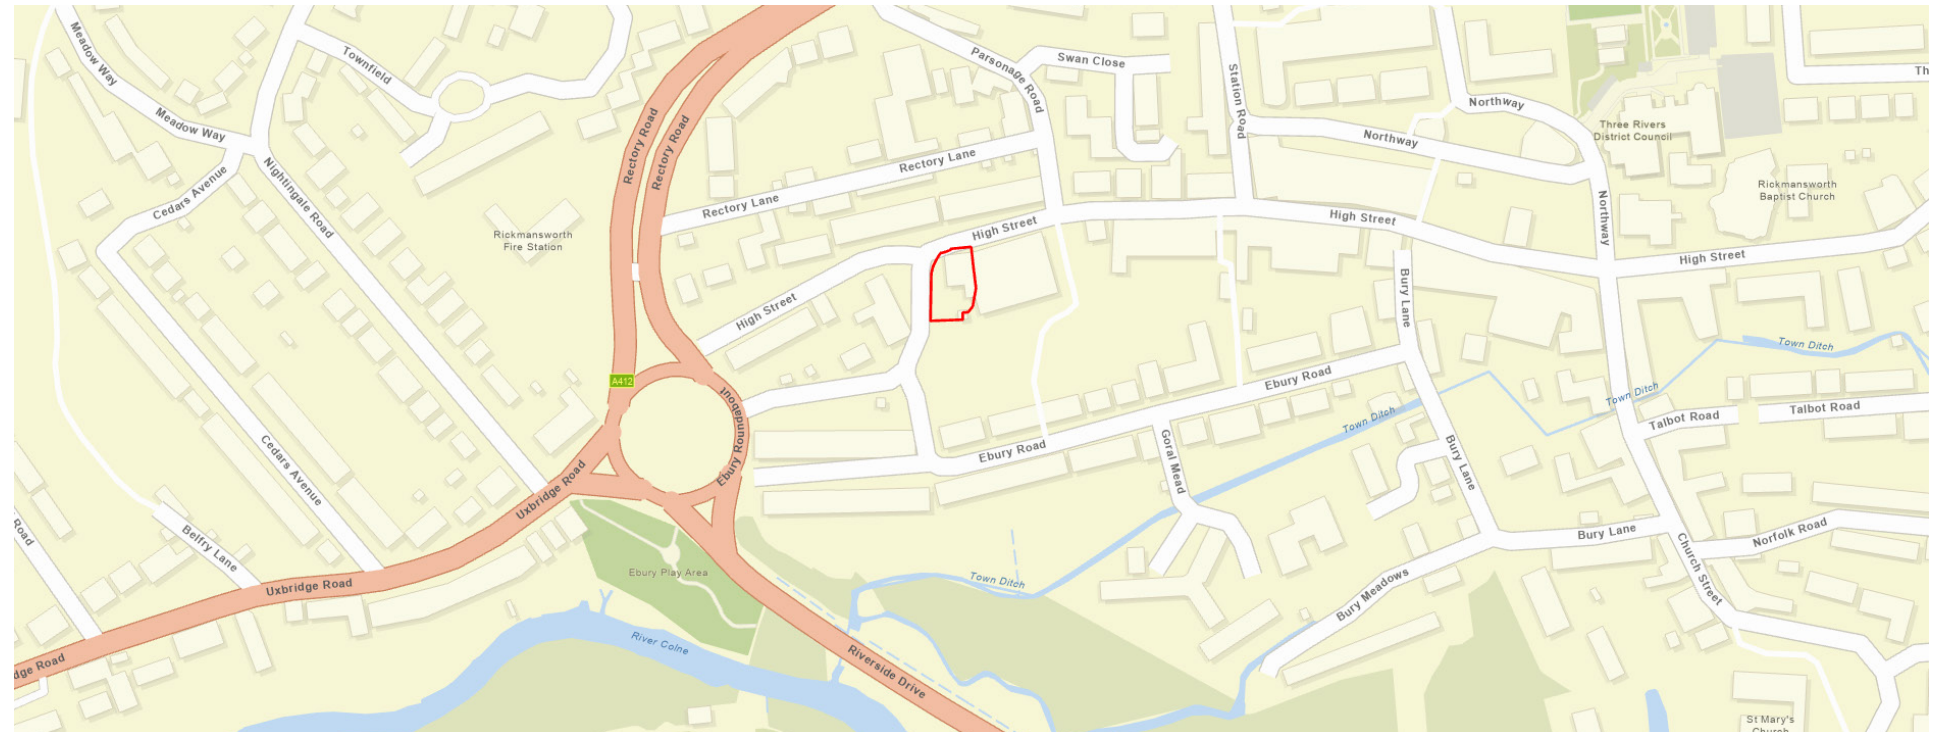 Meadow Way
Townfield
Meadow Way
Nightingale Road
Cedars Avenue
Rickmansworth
Fire Station
Rectory Road
Rectory Road
Parsonage Road
Swan Close
Station Road
Northway
Northway
Three Rivers
District Council
Th
Rectory Lane
Rectory Lane
Rickmansworth
Baptist Church
Northway
High Street
High Street
High Street
High Street
Bury Lane
Town Ditch
A412
Ebury Roundabout
Ebury Road
Town Ditch
Town Ditch
Talbot Road
Talbot Road
Cedars Avenue
Ebury Road
Goral Mead
Bury Lane
Uxbridge Road
Road
Belfry Lane
Bury Lane
Norfolk Road
Church Street
Uxbridge Road
Ebury Play Area
Town Ditch
Bury Meadows
River Colne
dge Road
Riverside Drive
St Mary's
Church